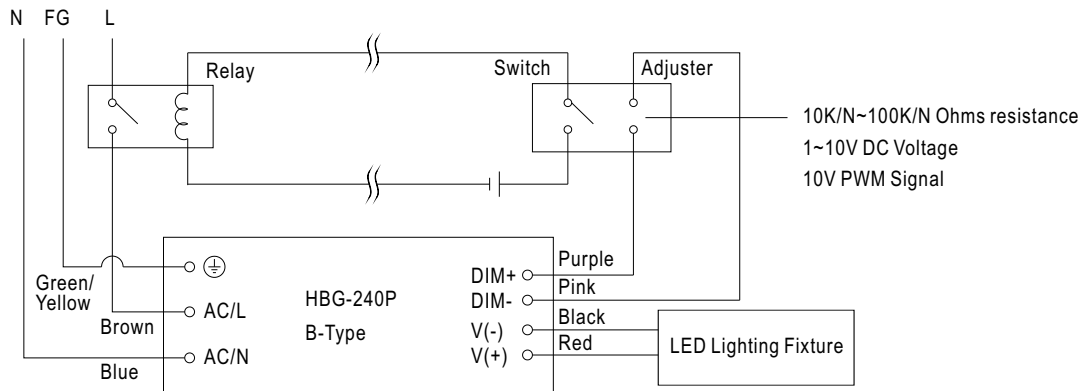 N FG L
Relay
Switch
Adjuster
10K/N~100K/N Ohms resistance
1~10V DC Voltage
10V PWM Signal
Green/
Yellow
Brown
Blue
AC/L
AC/N
HBG-240P
B-Type
DIM+
DIM-
V(-)
V(+)
Purple
Pink
Black
Red
LED Lighting Fixture